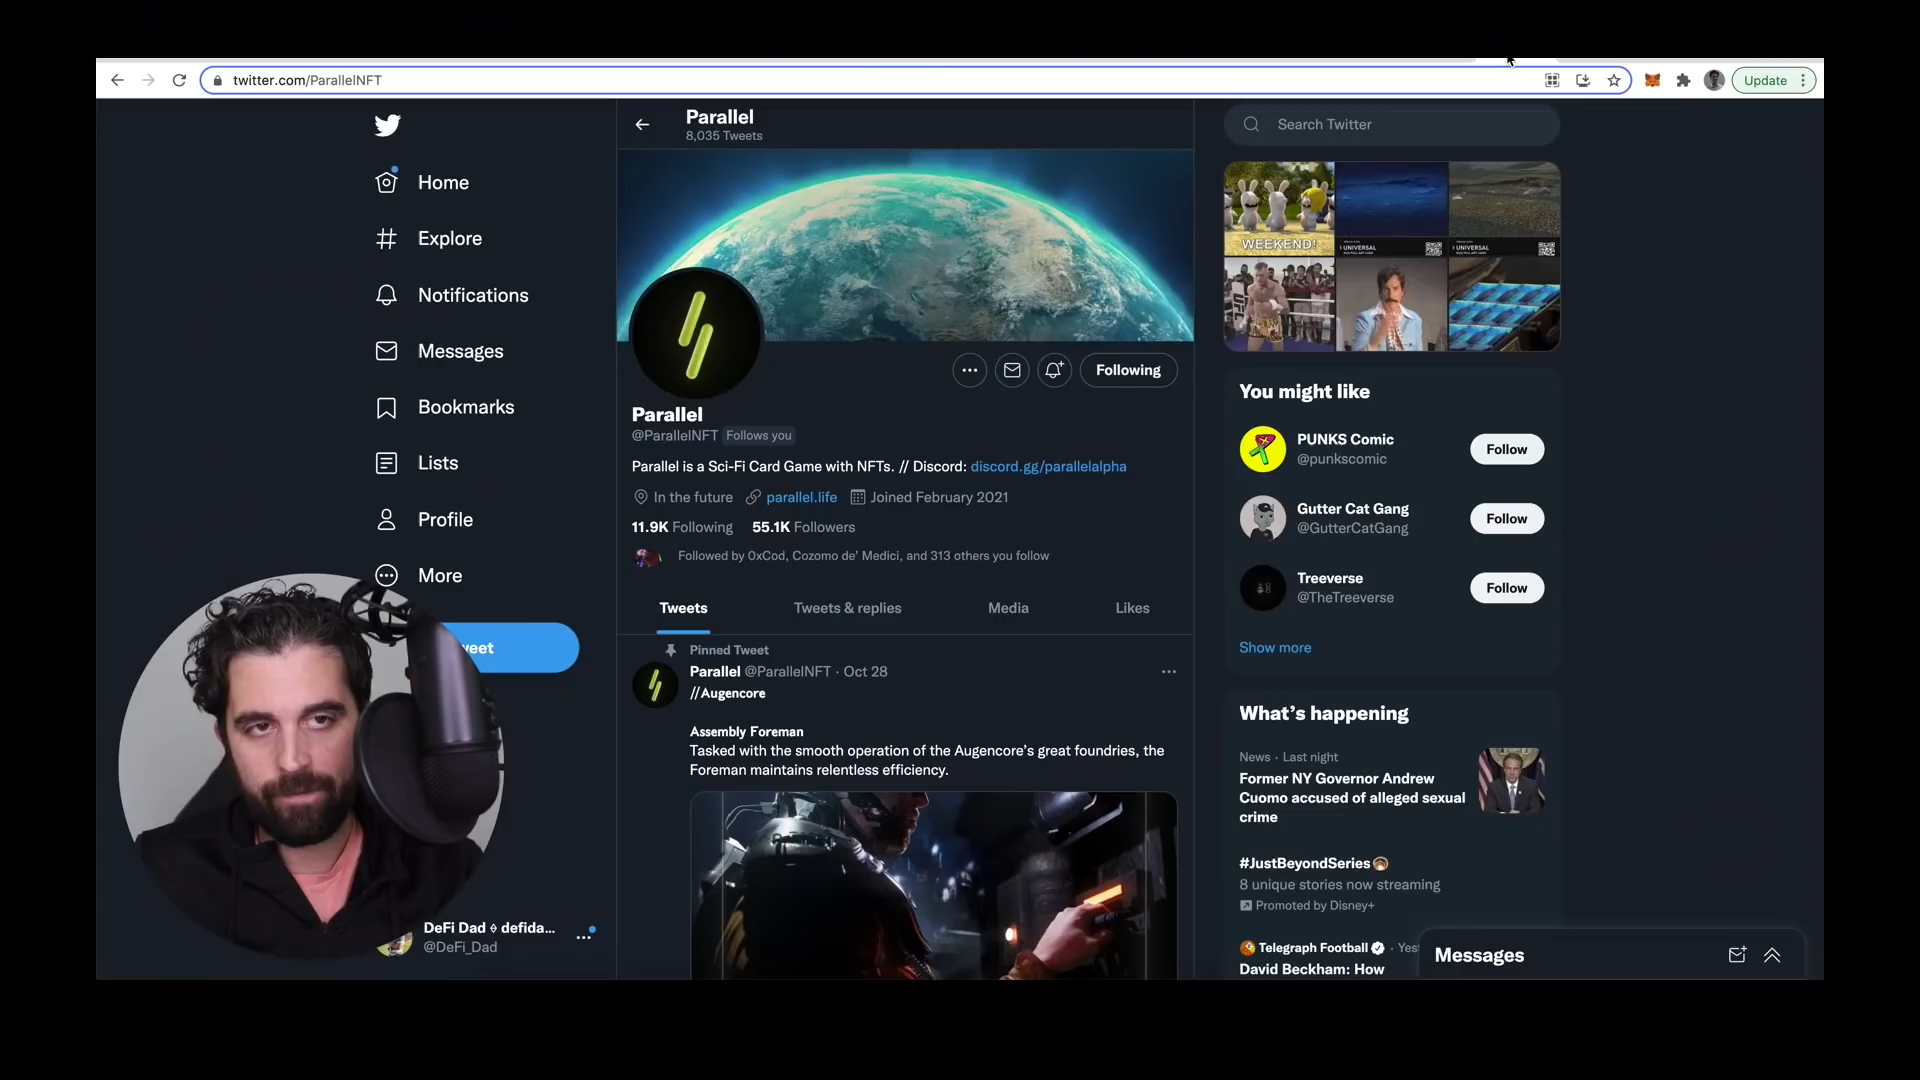 twitter.com/ParallelNFT
Update
Home
Explore
Notifications
Messages
Bookmarks
Lists
Profile
More
weet
DeFi Dad ⟠ defida...
@DeFi_Dad
Parallel
8,035 Tweets
Following
Parallel
@ParallelNFT Follows you
Parallel is a Sci-Fi Card Game with NFTs. // Discord: discord.gg/parallelalpha
In the future parallel.life Joined February 2021
11.9K Following 55.1K Followers
Followed by 0xCod, Cozomo de' Medici, and 313 others you follow
Tweets Tweets & replies Media Likes
Pinned Tweet
Parallel @ParallelNFT · Oct 28
//Augencore
Assembly Foreman
Tasked with the smooth operation of the Augencore's great foundries, the
Foreman maintains relentless efficiency.
Search Twitter
WEEKEND!
UNIVERSAL
UNIVERSAL
You might like
PUNKS Comic
@punkscomic
Follow
Gutter Cat Gang
@GutterCatGang
Follow
Treeverse
@TheTreeverse
Follow
Show more
What's happening
News · Last night
Former NY Governor Andrew
Cuomo accused of alleged sexual
crime
#JustBeyondSeries
8 unique stories now streaming
Promoted by Disney+
Telegraph Football · Yes
David Beckham: How
Messages